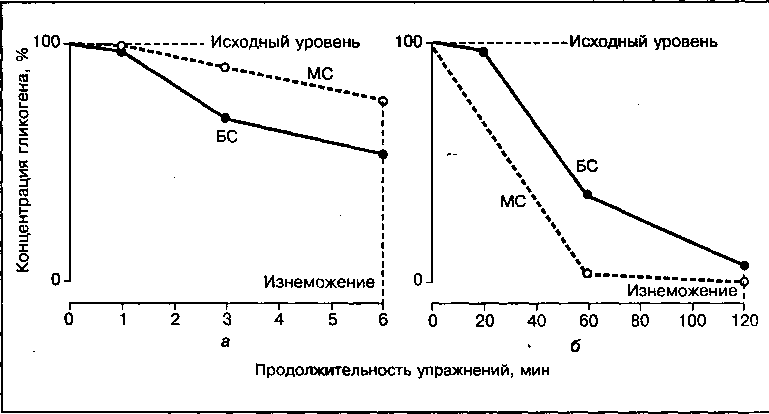 100
Исходный уровень
МС
БС
Концентрация гликогена, %
0
Изнеможение
0 1 2 3 4 5 6
а
100
Исходный уровень
БС
МС
0
Изнеможение
0 20 40 60 80 100 120
б
Продолжительность упражнений, мин